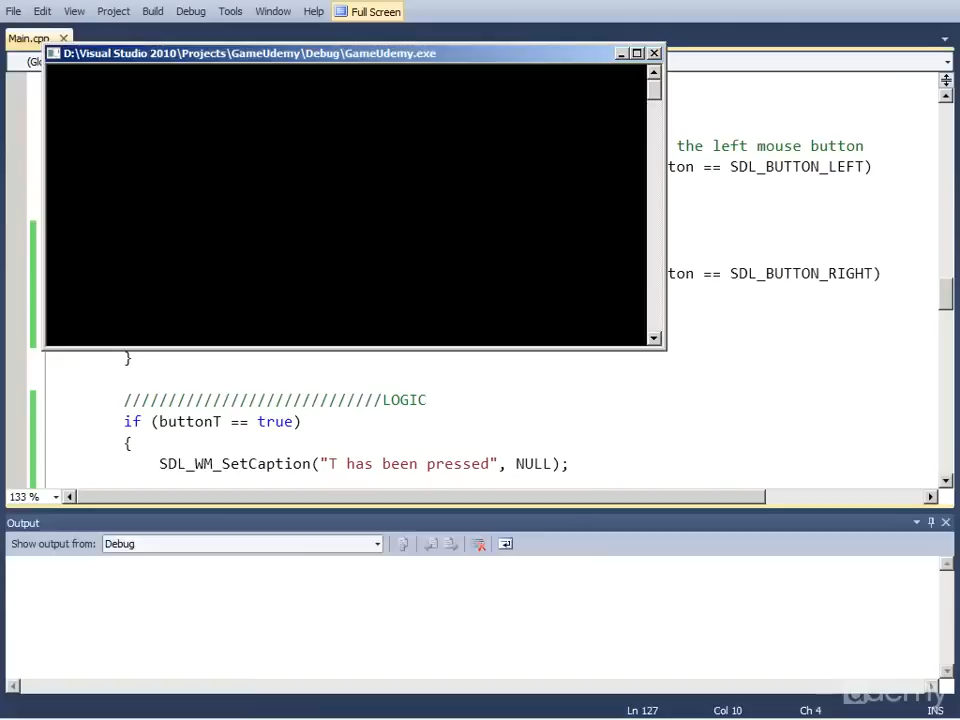 File Edit View Project Build Debug Tools Window Help Full Screen
Main.cpp
D:\Visual Studio 2010\Projects\GameUdemy\Debug\GameUdemy.exe
the left mouse button
ton == SDL_BUTTON_LEFT)
ton == SDL_BUTTON_RIGHT)
}
/////////////////////////////LOGIC
if (buttonT == true)
{
SDL_WM_SetCaption("T has been pressed", NULL);
133 %
Output
Show output from: Debug
udemy
Ln 127 Col 10 Ch 4 INS